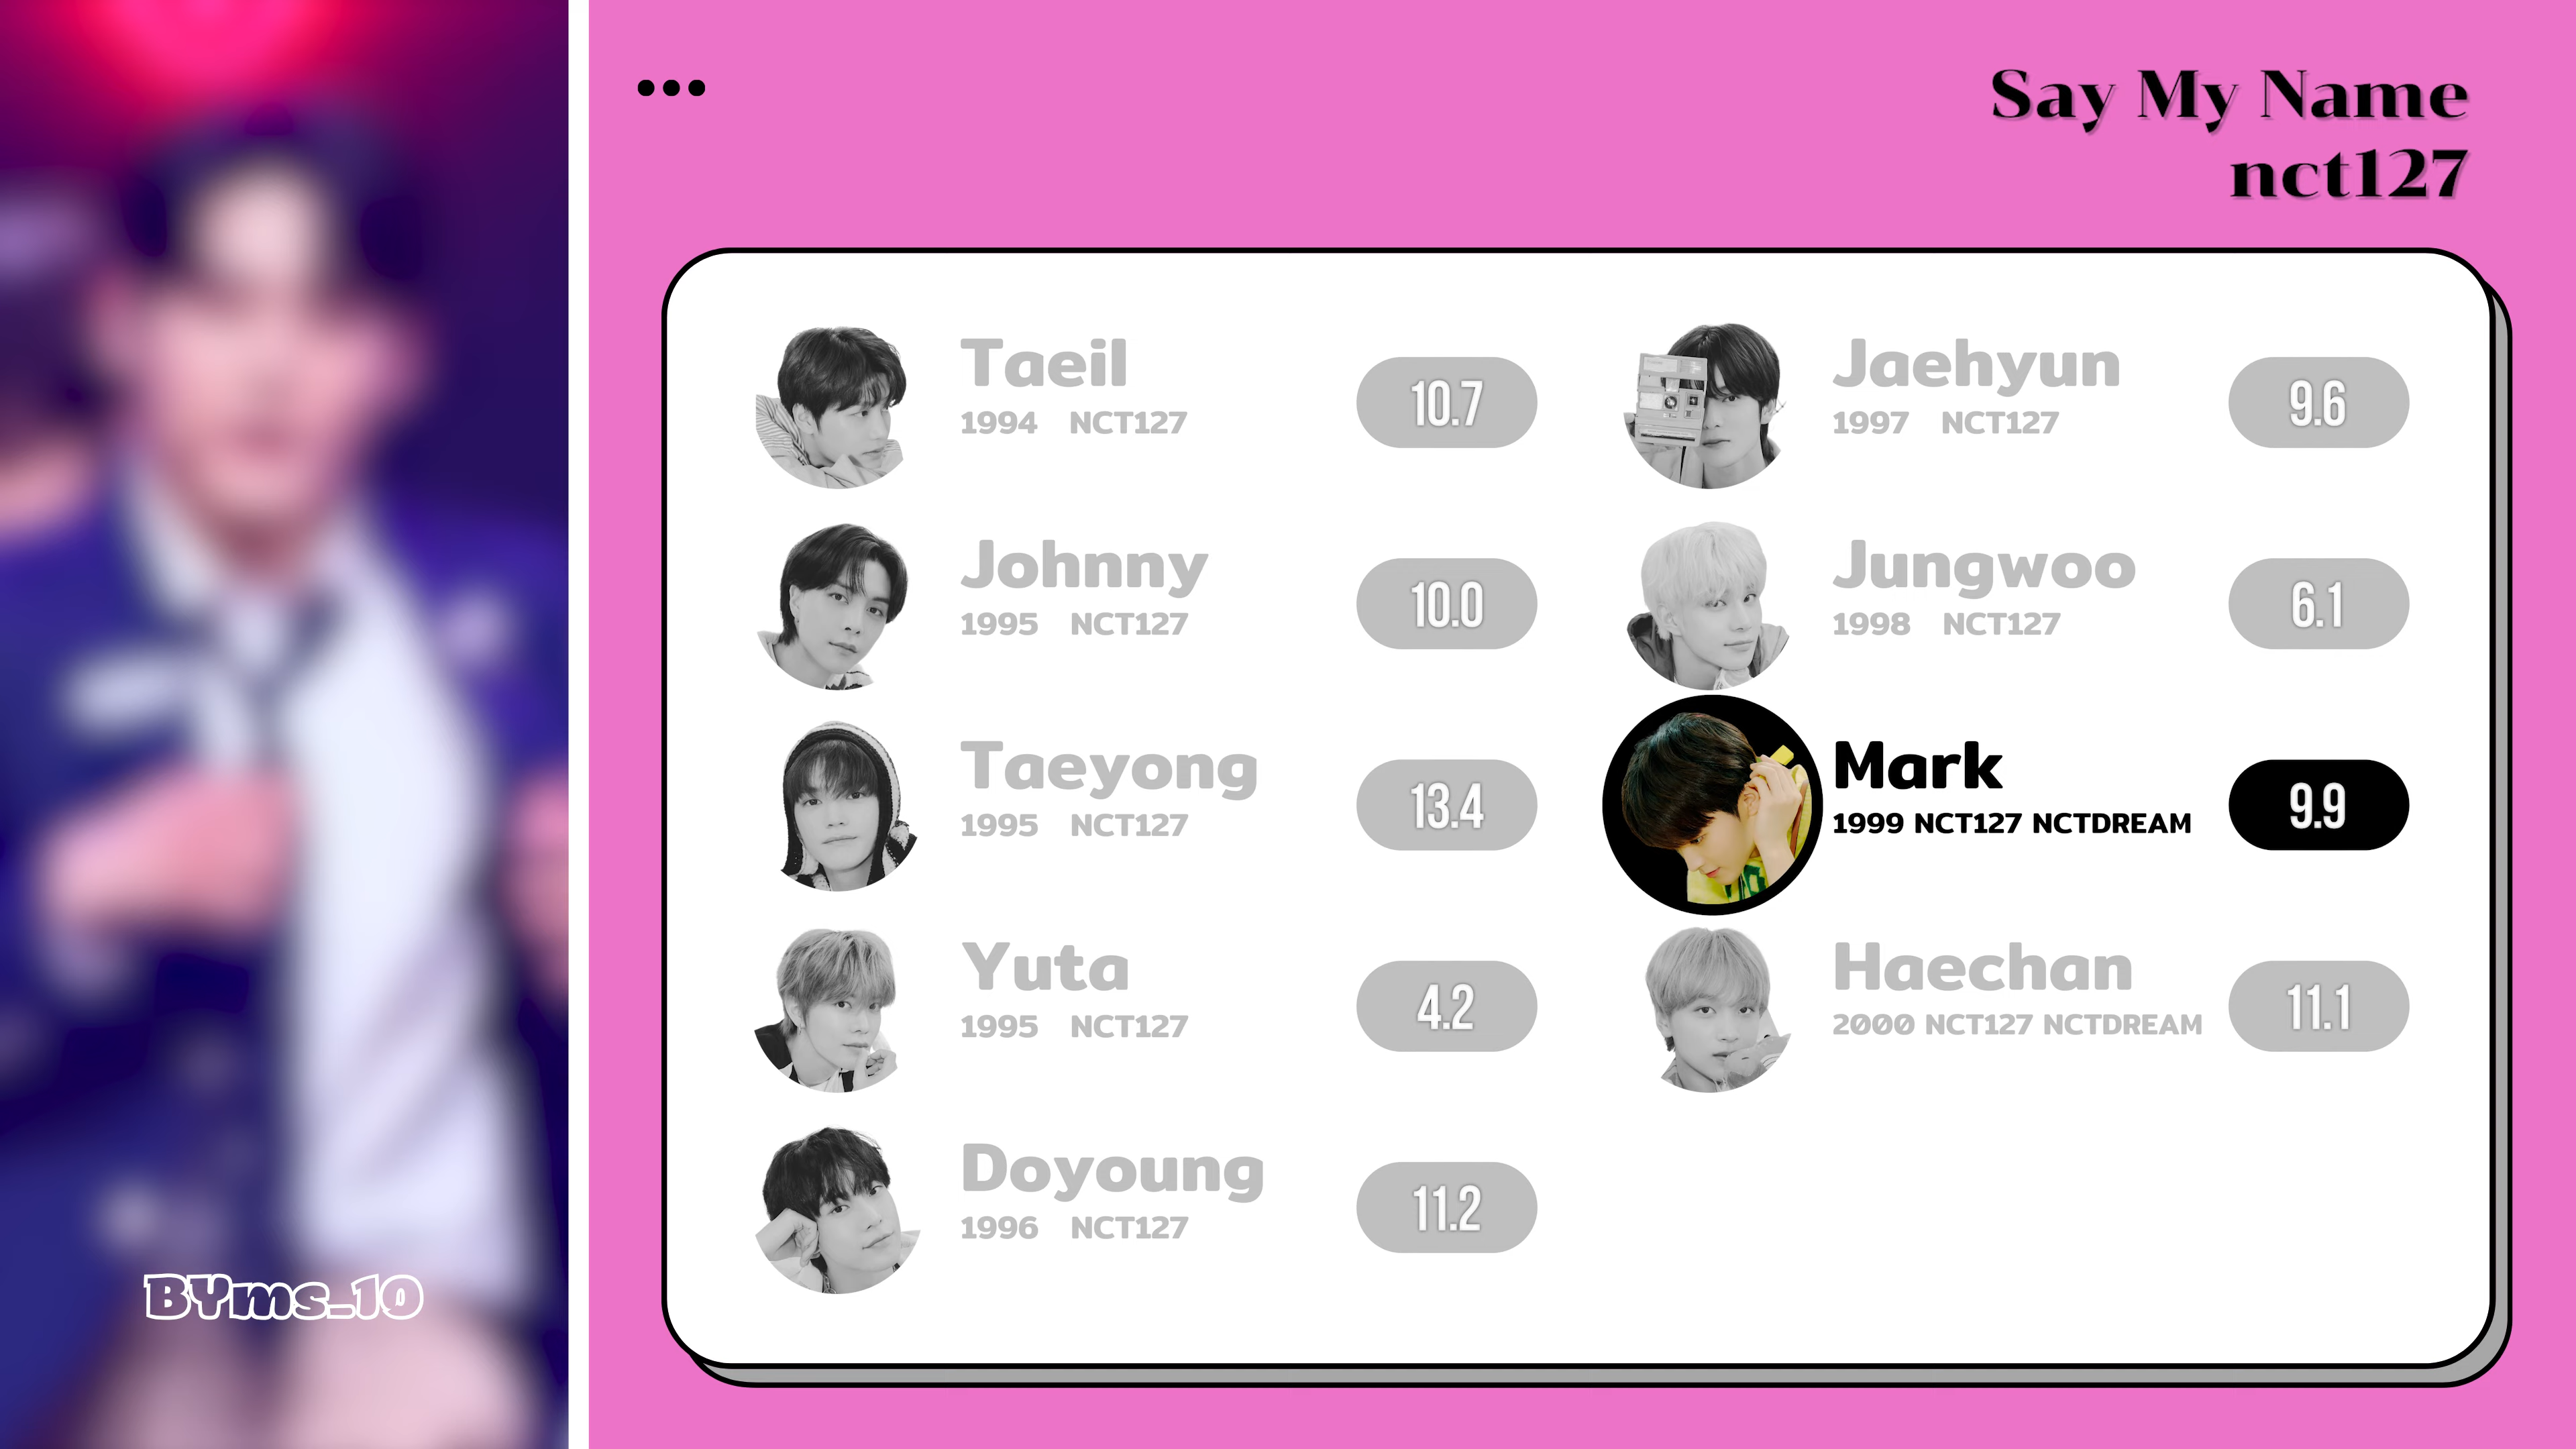 Say My Name
nct127
Taeil
1994 NCT127
10.7
Johnny
1995 NCT127
10.0
Taeyong
1995 NCT127
13.4
Yuta
1995 NCT127
4.2
Doyoung
1996 NCT127
11.2
Jaehyun
1997 NCT127
9.6
Jungwoo
1998 NCT127
6.1
Mark
1999 NCT127 NCTDREAM
9.9
Haechan
2000 NCT127 NCTDREAM
11.1
BYms_10